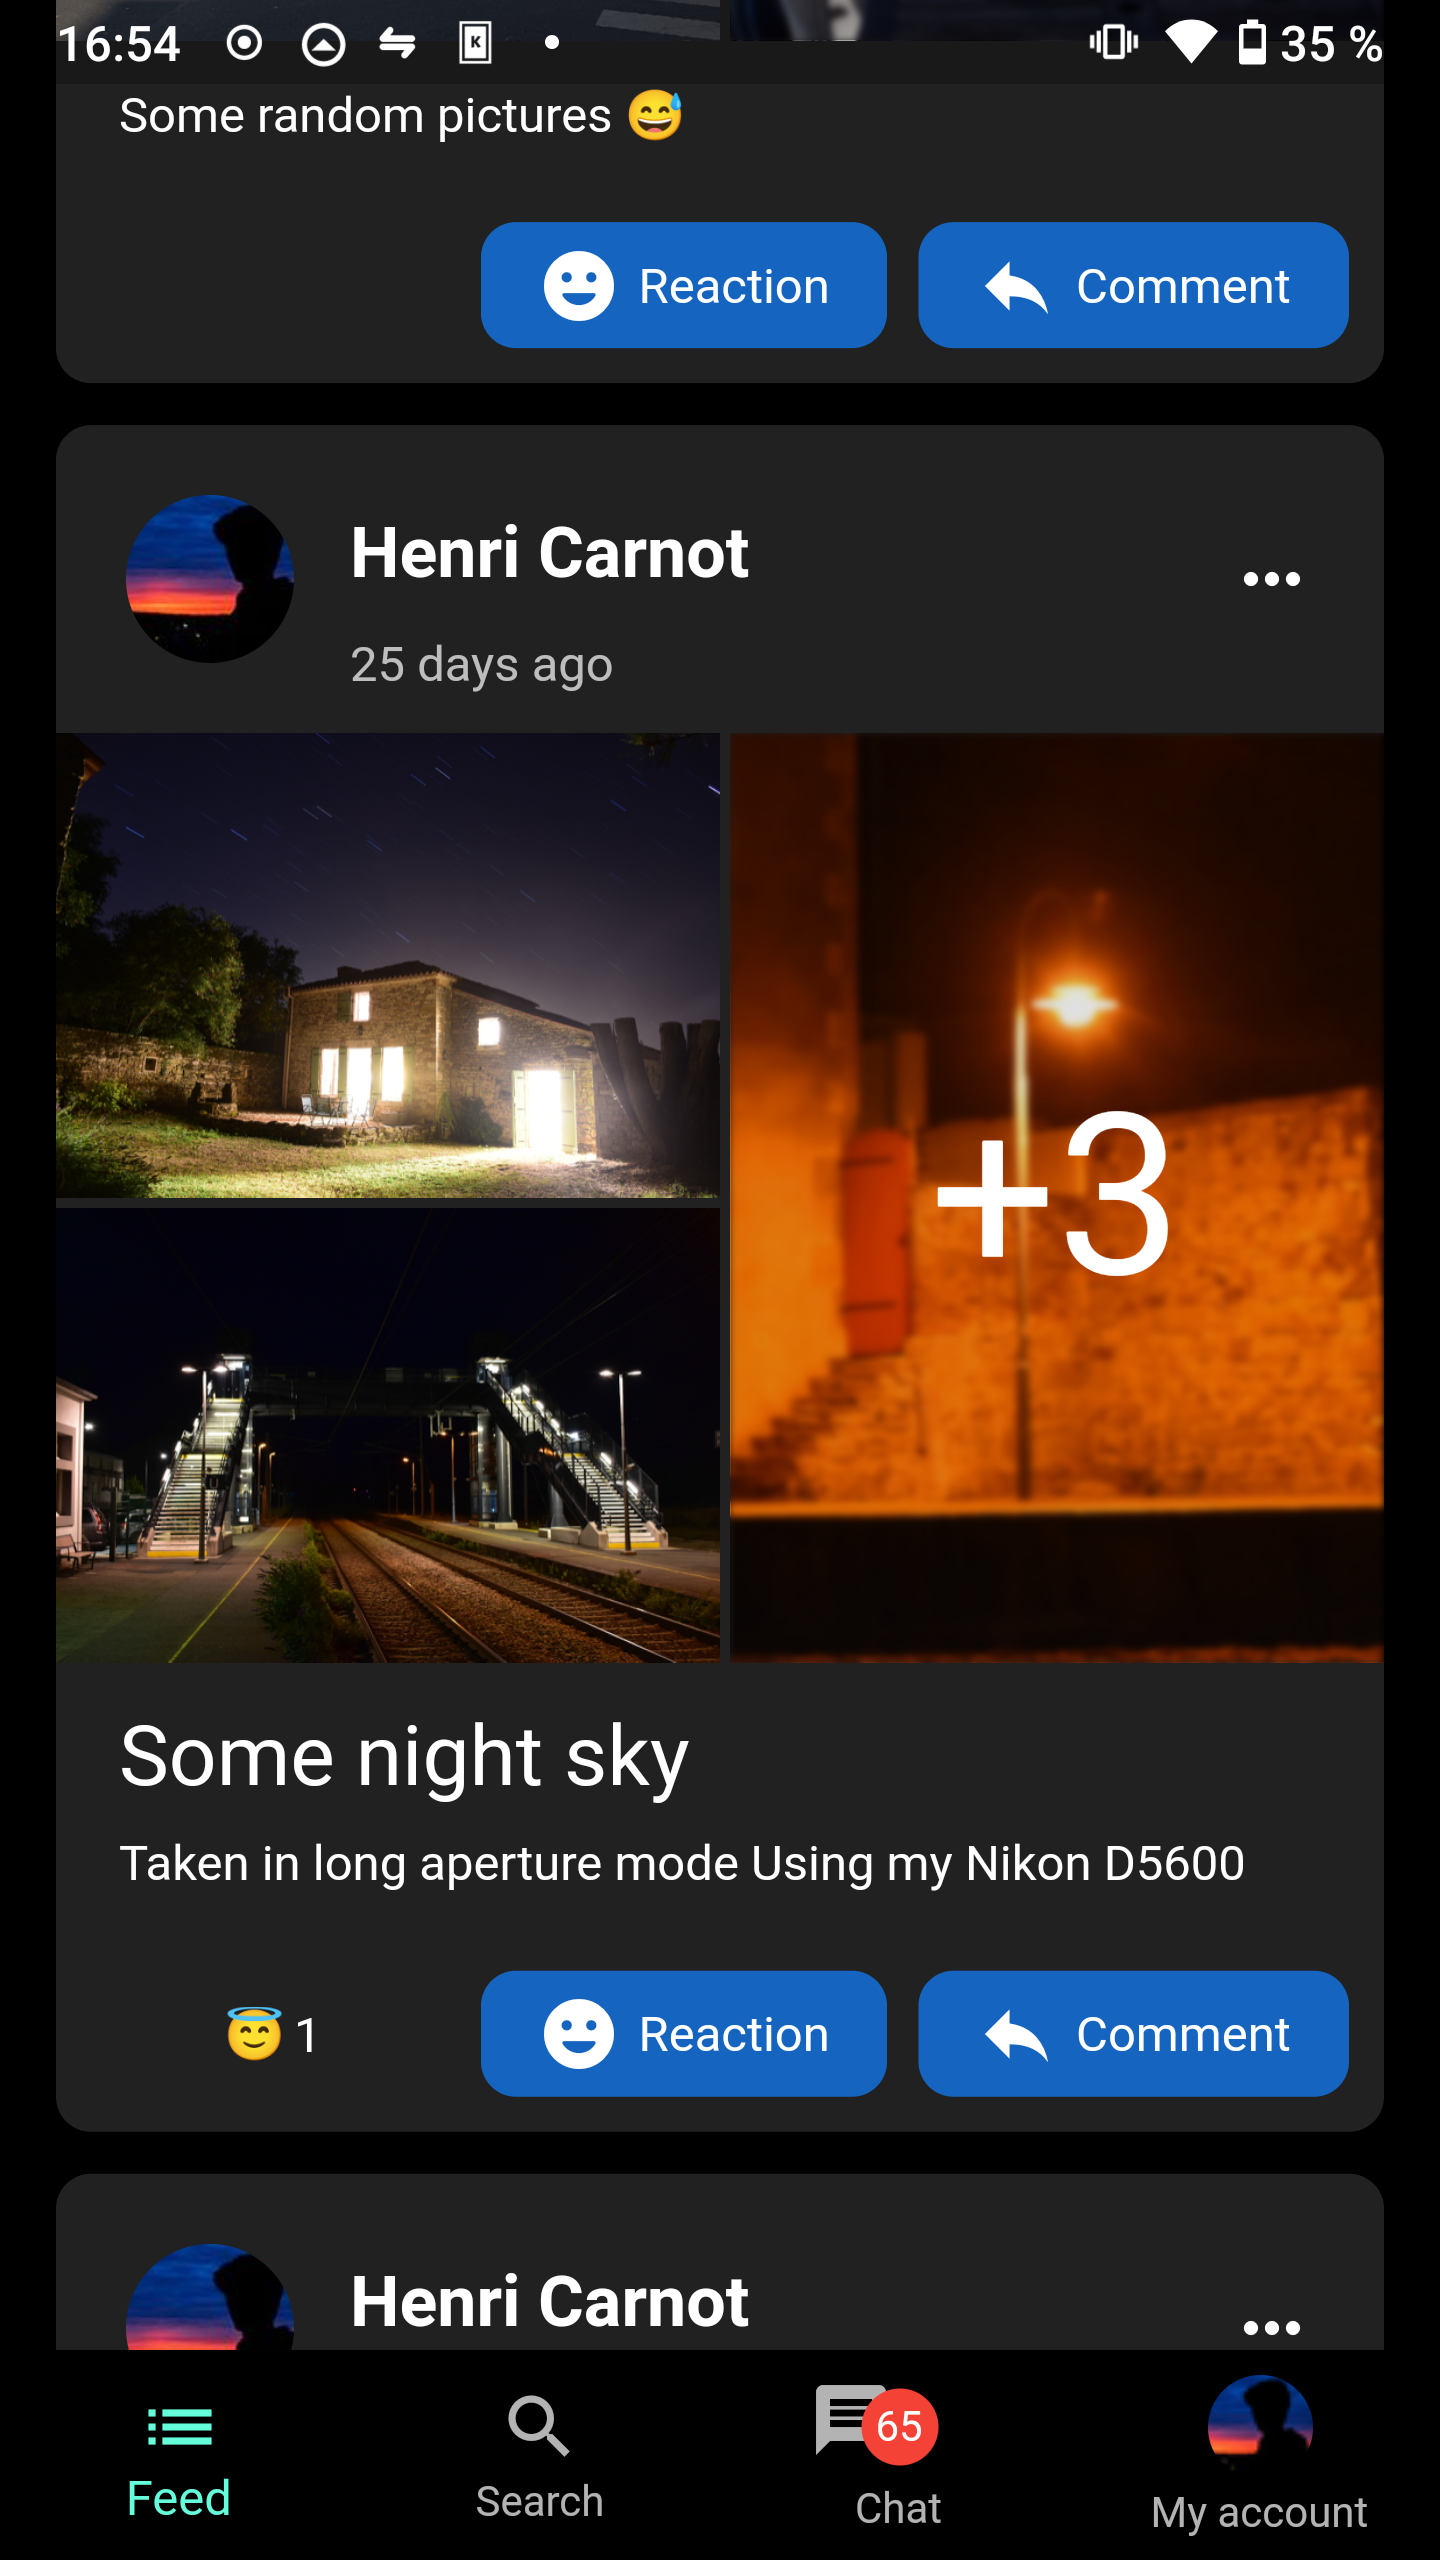 16:54
35 %
Some random pictures 😅
Reaction
Comment
Henri Carnot
25 days ago
+3
Some night sky
Taken in long aperture mode Using my Nikon D5600
😇 1
Reaction
Comment
Henri Carnot
65
Feed
Search
Chat
My account